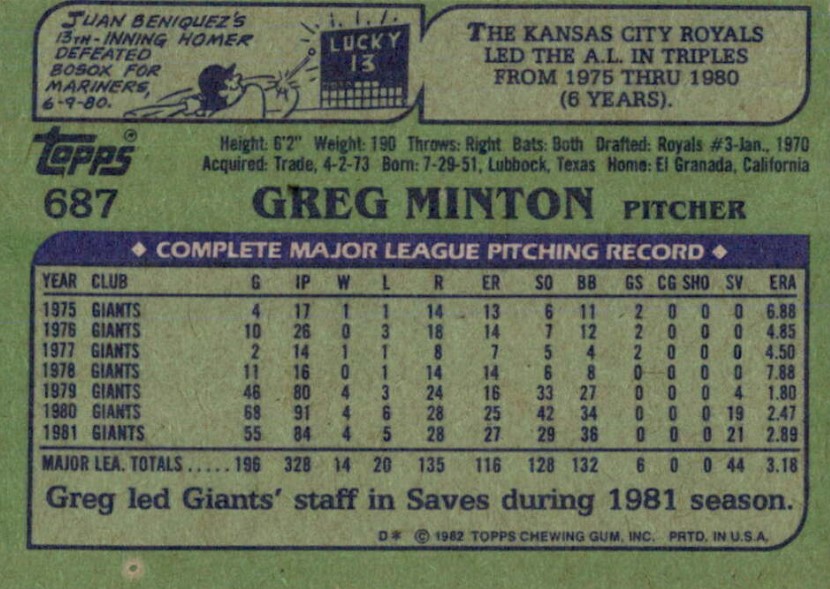 JUAN BENIQUEZ'S
13TH-INNING HOMER
DEFEATED
BOSOX FOR
MARINERS,
6-9-80.
LUCKY
13
THE KANSAS CITY ROYALS
LED THE A.L. IN TRIPLES
FROM 1975 THRU 1980
(6 YEARS).
Topps®
Height: 6'2" Weight: 190 Throws: Right Bats: Both Drafted: Royals #3-Jan., 1970
Acquired: Trade, 4-2-73 Born: 7-29-51, Lubbock, Texas Home: El Granada, California
687 GREG MINTON PITCHER
◆ COMPLETE MAJOR LEAGUE PITCHING RECORD ◆
YEAR CLUB G IP W L R ER SO BB GS CG SHO SV ERA
1975 GIANTS 4 17 1 1 14 13 6 11 2 0 0 0 6.88
1976 GIANTS 10 26 0 3 18 14 7 12 2 0 0 0 4.85
1977 GIANTS 2 14 1 1 8 7 5 4 2 0 0 0 4.50
1978 GIANTS 11 16 0 1 14 14 6 8 0 0 0 0 7.88
1979 GIANTS 46 80 4 3 24 16 33 27 0 0 0 4 1.80
1980 GIANTS 68 91 4 6 28 25 42 34 0 0 0 19 2.47
1981 GIANTS 55 84 4 5 28 27 29 36 0 0 0 21 2.89
MAJOR LEA. TOTALS ..... 196 328 14 20 135 116 128 132 6 0 0 44 3.18
Greg led Giants' staff in Saves during 1981 season.
D* © 1982 TOPPS CHEWING GUM, INC. PRTD. IN U.S.A.